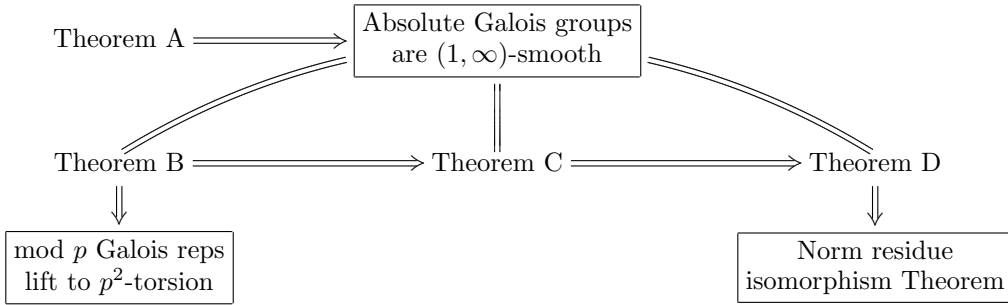 Theorem A
Absolute Galois groups
are (1, ∞)-smooth
Theorem B
Theorem C
Theorem D
mod p Galois reps
lift to p²-torsion
Norm residue
isomorphism Theorem